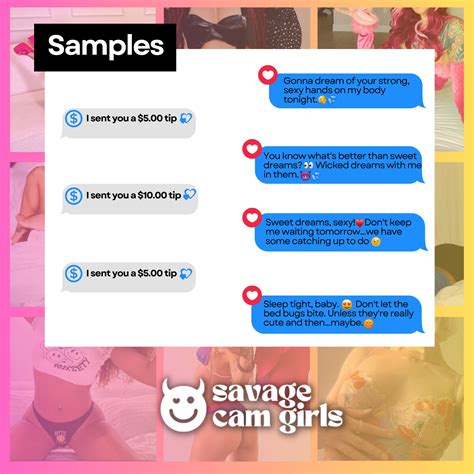 Samples
Gonna dream of your strong,
sexy hands on my body
tonight.🥰💦
I sent you a $5.00 tip
You know what's better than sweet
dreams?👀 Wicked dreams with me
in them.😈💦
I sent you a $10.00 tip
Sweet dreams, sexy!❤️Don't keep
me waiting tomorrow...we have
some catching up to do 😉
I sent you a $5.00 tip
Sleep tight, baby. 😍 Don't let the
bed bugs bite. Unless they're really
cute and then...maybe.😊
savage
cam girls